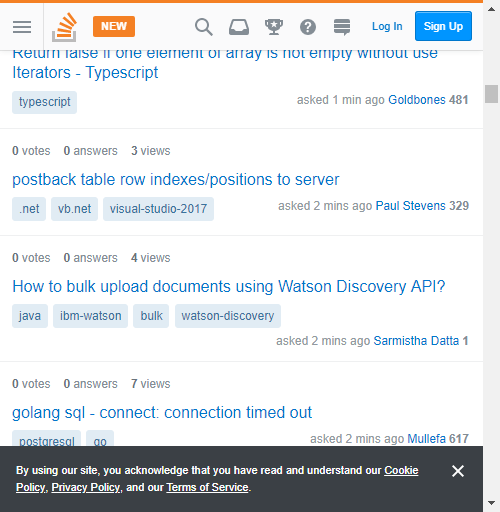 NEW
Log In
Sign Up
Return false if one element of array is not empty without use
Iterators - Typescript
typescript
asked 1 min ago Goldbones 481
0 votes 0 answers 3 views
postback table row indexes/positions to server
.net vb.net visual-studio-2017
asked 2 mins ago Paul Stevens 329
0 votes 0 answers 4 views
How to bulk upload documents using Watson Discovery API?
java ibm-watson bulk watson-discovery
asked 2 mins ago Sarmistha Datta 1
0 votes 0 answers 7 views
golang sql - connect: connection timed out
postgresql go
asked 2 mins ago Mullefa 617
By using our site, you acknowledge that you have read and understand our Cookie
Policy, Privacy Policy, and our Terms of Service.